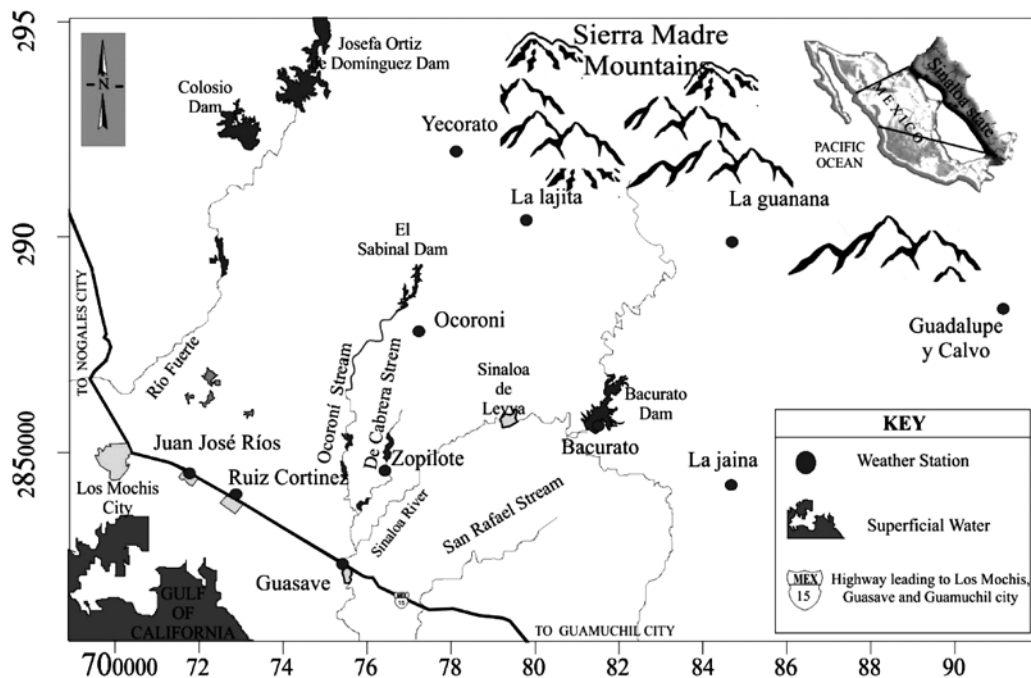 295
290
2850000
700000
72
74
76
78
80
82
84
86
88
90
N
Josefa Ortiz
de Domínguez Dam
Colosio
Dam
Sierra Madre
Mountains
Sinaloa state
MEXICO
PACIFIC
OCEAN
Yecorato
La lajita
La guanana
El
Sabinal Dam
Ocoroni
Guadalupe
y Calvo
TO NOGALES CITY
Río Fuerte
Ocoroní Stream
De Cabrera Strem
Sinaloa
de
Leyva
Bacurato
Dam
Bacurato
Zopilote
Juan José Ríos
Ruiz Cortinez
Los Mochis
City
Sinaloa River
San Rafael Stream
La jaina
Guasave
MEX
15
GULF
OF
CALIFORNIA
TO GUAMUCHIL CITY
KEY
Weather Station
Superficial Water
MEX
15
Highway leading to Los Mochis,
Guasave and Guamuchil city